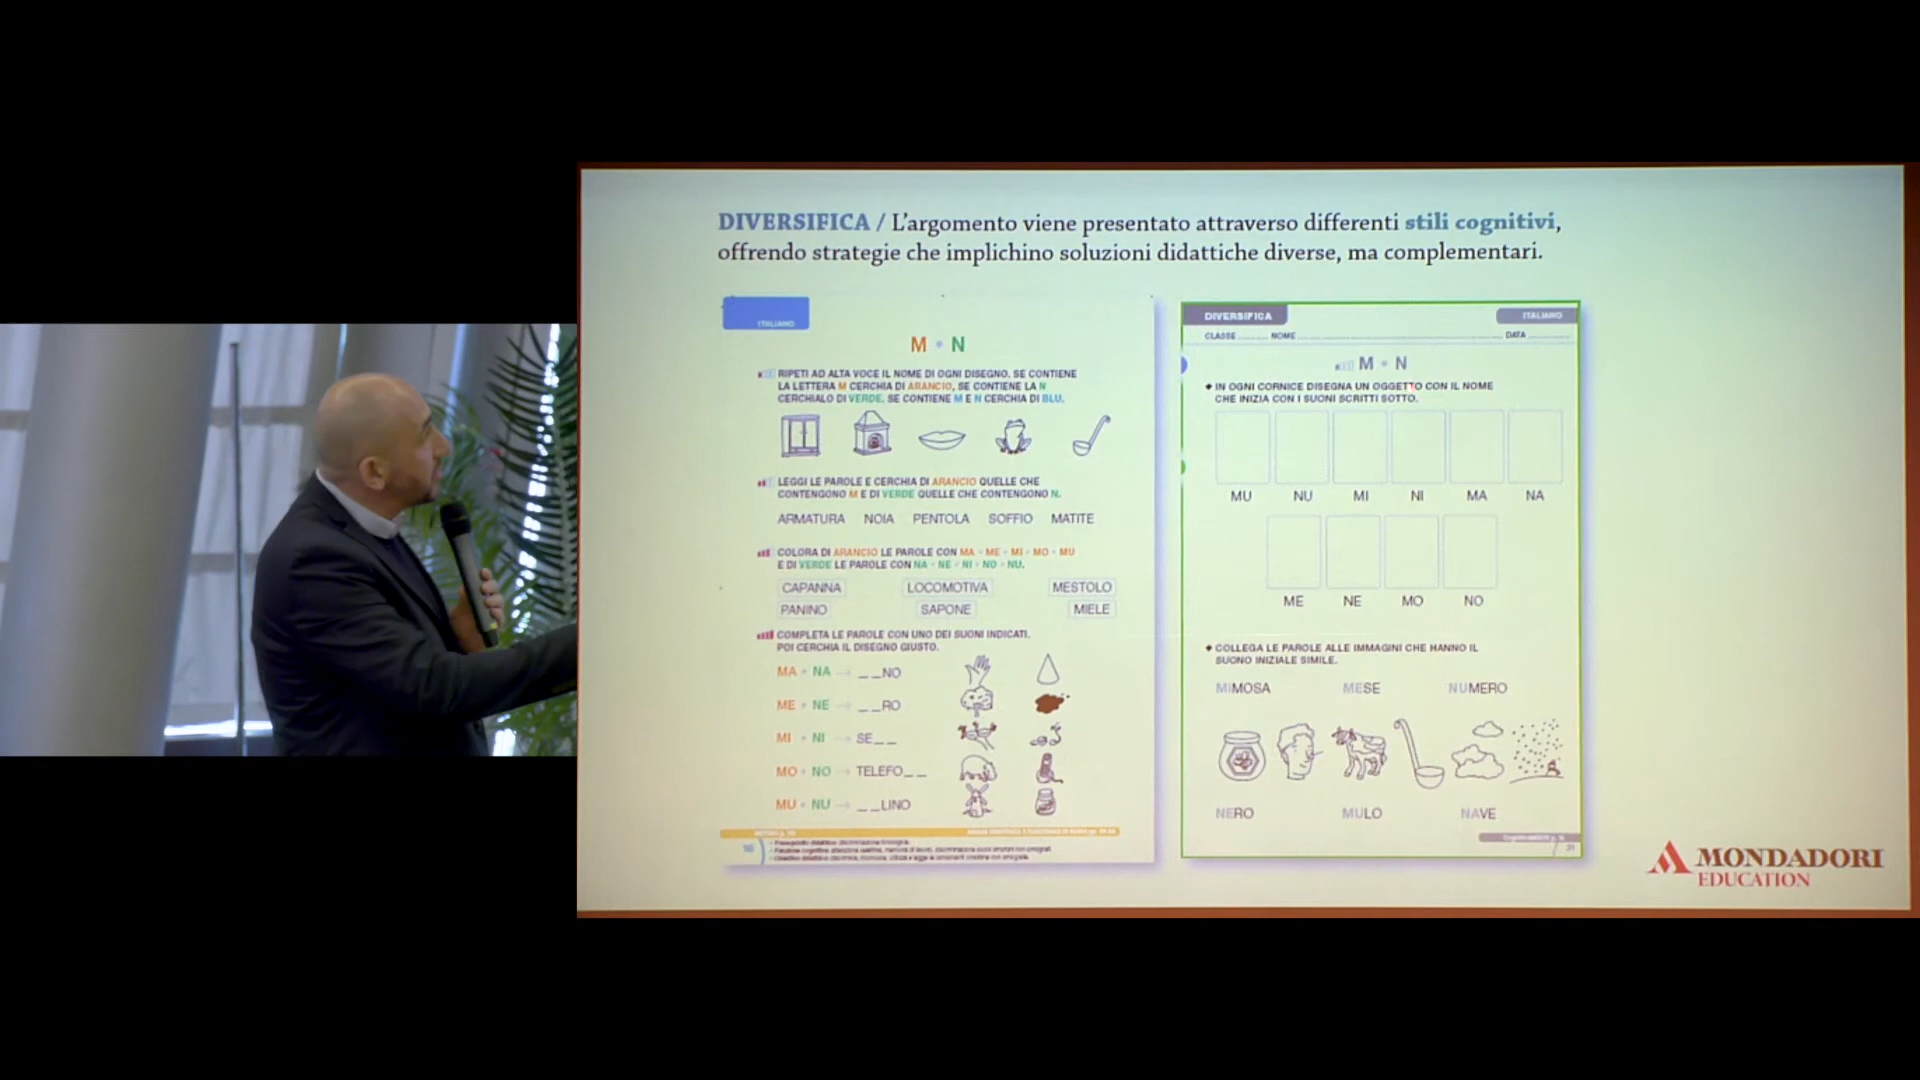 DIVERSIFICA / L'argomento viene presentato attraverso differenti stili cognitivi,
offrendo strategie che implichino soluzioni didattiche diverse, ma complementari.
ITALIANO
M • N
RIPETI AD ALTA VOCE IL NOME DI OGNI DISEGNO. SE CONTIENE
LA LETTERA M CERCHIA DI ARANCIO, SE CONTIENE LA N
CERCHIALO DI VERDE. SE CONTIENE M E N CERCHIA DI BLU.
LEGGI LE PAROLE E CERCHIA DI ARANCIO QUELLE CHE
CONTENGONO M E DI VERDE QUELLE CHE CONTENGONO N.
ARMATURA NOIA PENTOLA SOFFIO MATITE
COLORA DI ARANCIO LE PAROLE CON MA • ME • MI • MO • MU
E DI VERDE LE PAROLE CON NA • NE • NI • NO • NU.
CAPANNA LOCOMOTIVA MESTOLO
PANINO SAPONE MIELE
COMPLETA LE PAROLE CON UNO DEI SUONI INDICATI.
POI CERCHIA IL DISEGNO GIUSTO.
MA • NA → _ _NO
ME • NE → _ _RO
MI • NI → SE_ _
MO • NO → TELEFO_ _
MU • NU → _ _LINO
DIVERSIFICA ITALIANO
CLASSE NOME DATA
M • N
IN OGNI CORNICE DISEGNA UN OGGETTO CON IL NOME
CHE INIZIA CON I SUONI SCRITTI SOTTO.
MU NU MI NI MA NA
ME NE MO NO
COLLEGA LE PAROLE ALLE IMMAGINI CHE HANNO IL
SUONO INIZIALE SIMILE.
MIMOSA MESE NUMERO
NERO MULO NAVE
MONDADORI
EDUCATION